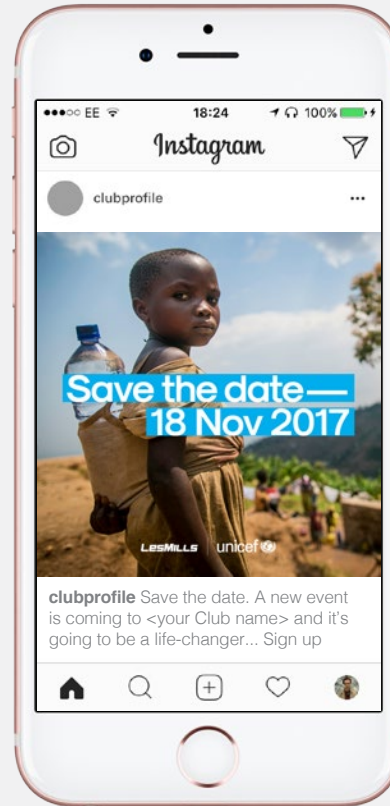 EE 18:24 100%
Instagram
clubprofile
Save the date—
18 Nov 2017
LesMILLS unicef
clubprofile Save the date. A new event
is coming to <your Club name> and it's
going to be a life-changer... Sign up